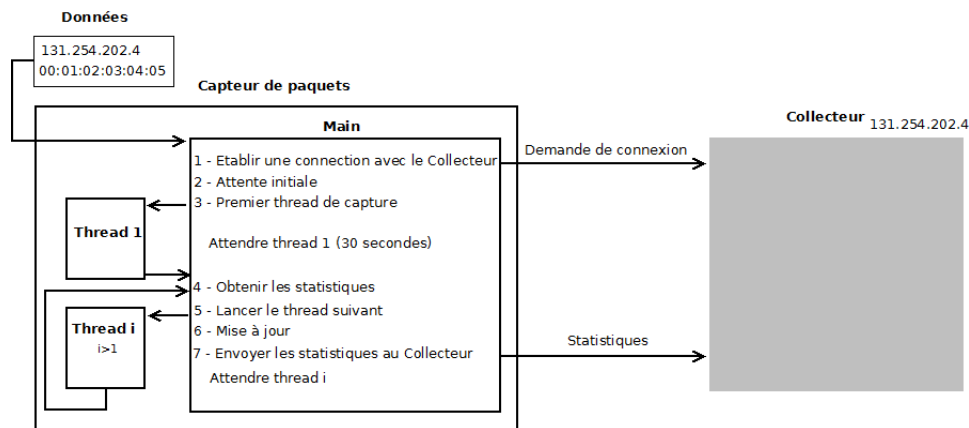 Données
131.254.202.4
00:01:02:03:04:05
Capteur de paquets
Main
1 - Etablir une connection avec le Collecteur
2 - Attente initiale
3 - Premier thread de capture
Attendre thread 1 (30 secondes)
4 - Obtenir les statistiques
5 - Lancer le thread suivant
6 - Mise à jour
7 - Envoyer les statistiques au Collecteur
Attendre thread i
Thread 1
Thread i
i>1
Demande de connexion
Statistiques
Collecteur 131.254.202.4